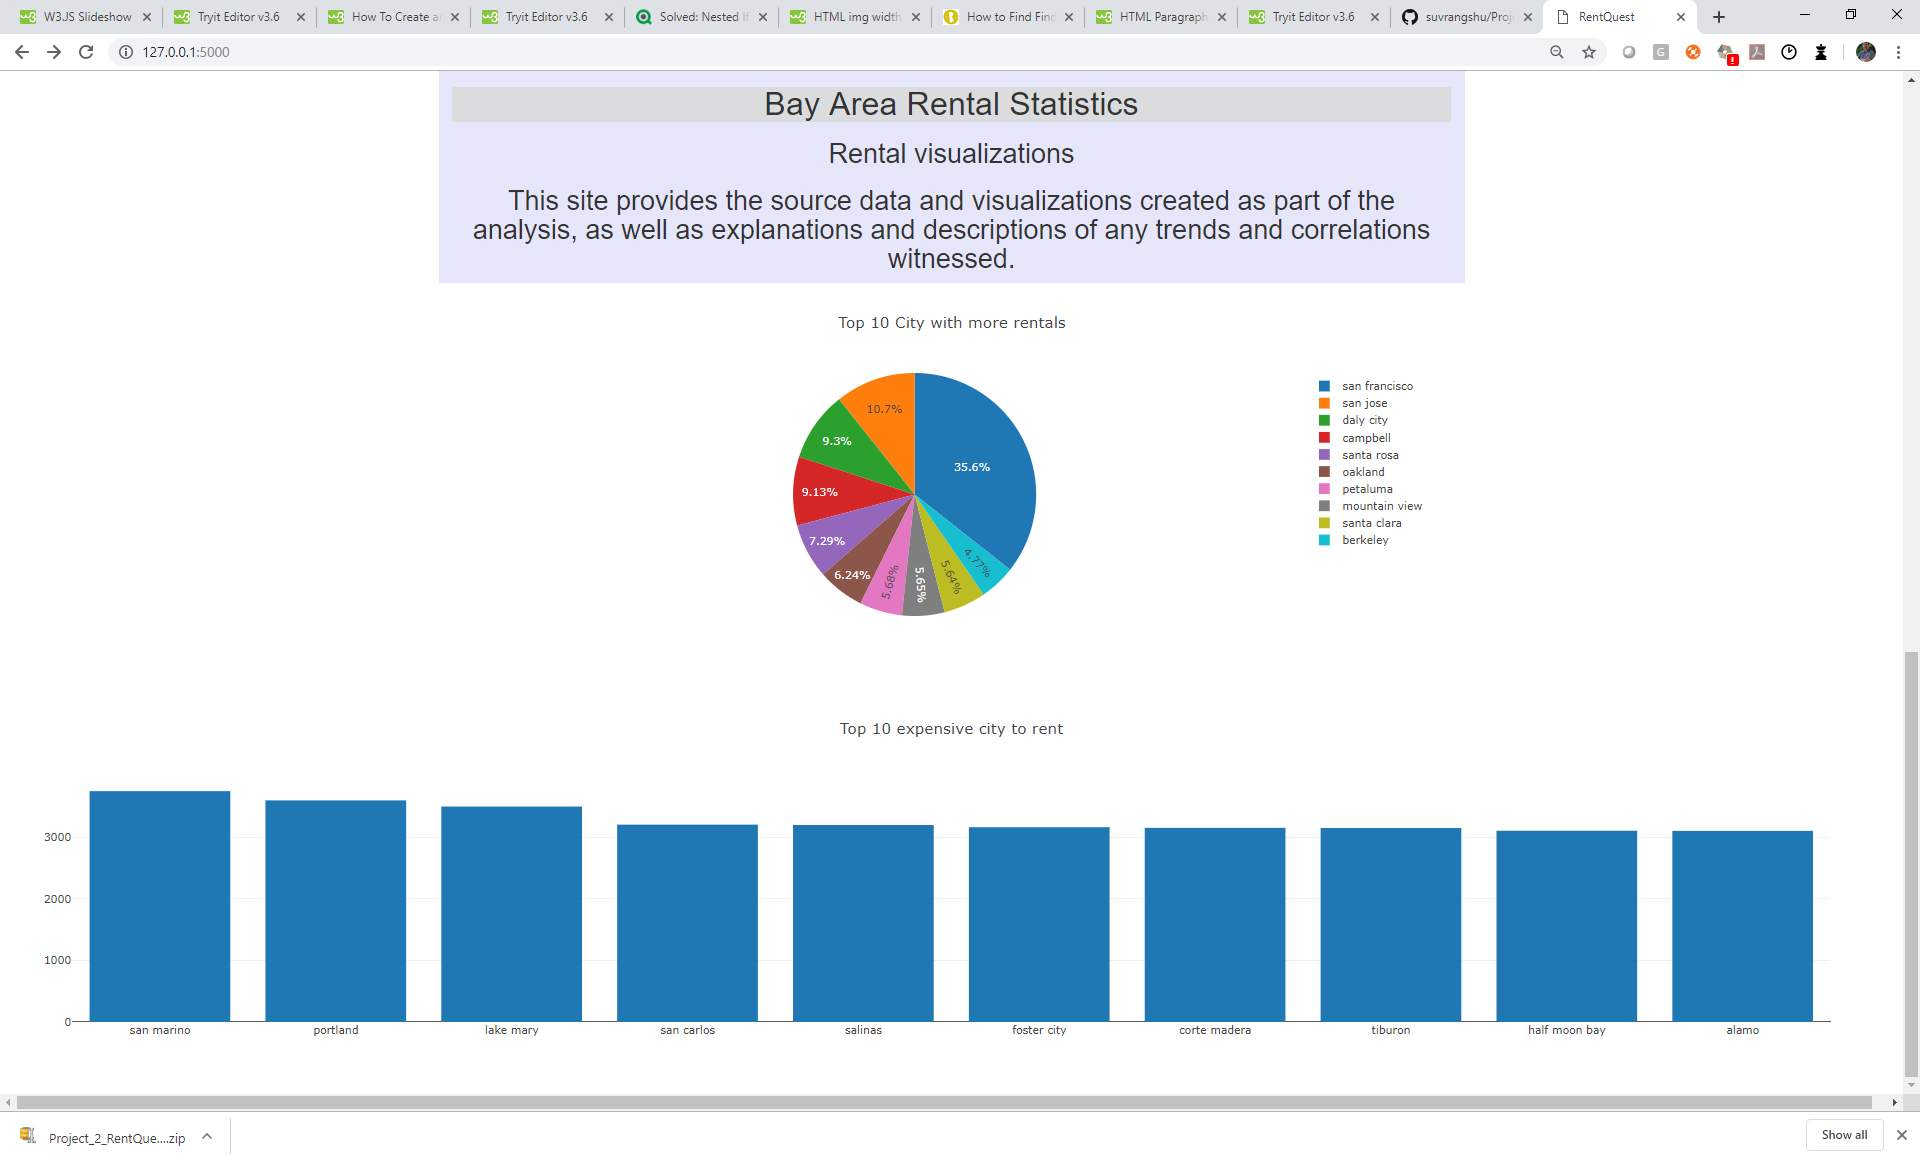 W3.JS Slideshow
Tryit Editor v3.6
How To Create a
Tryit Editor v3.6
Solved: Nested If
HTML img width
How to Find Find
HTML Paragraph
Tryit Editor v3.6
suvrangshu/Proj
RentQuest
127.0.0.1:5000
Bay Area Rental Statistics
Rental visualizations
This site provides the source data and visualizations created as part of the
analysis, as well as explanations and descriptions of any trends and correlations
witnessed.
Top 10 City with more rentals
35.6%
10.7%
9.3%
9.13%
7.29%
6.24%
5.68%
5.65%
5.64%
4.77%
san francisco
san jose
daly city
campbell
santa rosa
oakland
petaluma
mountain view
santa clara
berkeley
Top 10 expensive city to rent
3000
2000
1000
0
san marino
portland
lake mary
san carlos
salinas
foster city
corte madera
tiburon
half moon bay
alamo
Project_2_RentQue....zip
Show all